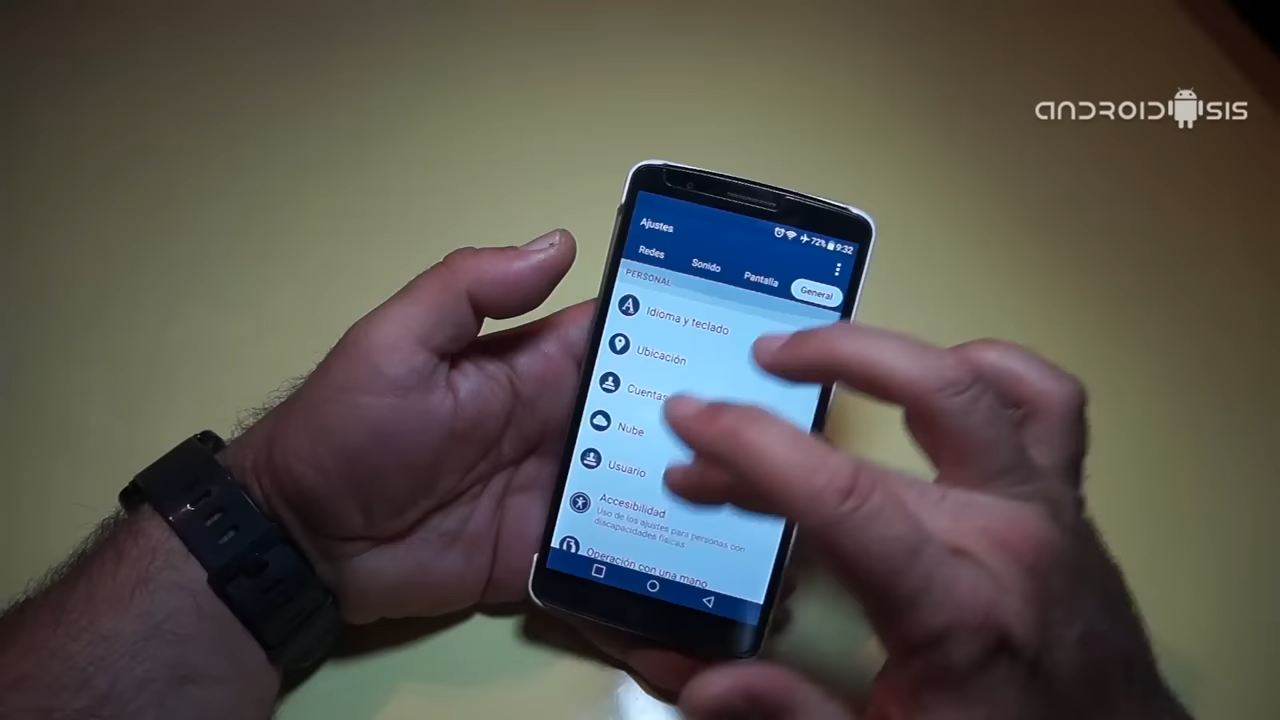 ANDROIDSIS
Ajustes
72% 9:32
Redes Sonido Pantalla General
PERSONAL
Idioma y teclado
Ubicación
Cuentas
Nube
Usuario
Accesibilidad
Uso de los ajustes para personas con
discapacidades físicas.
Operación con una mano